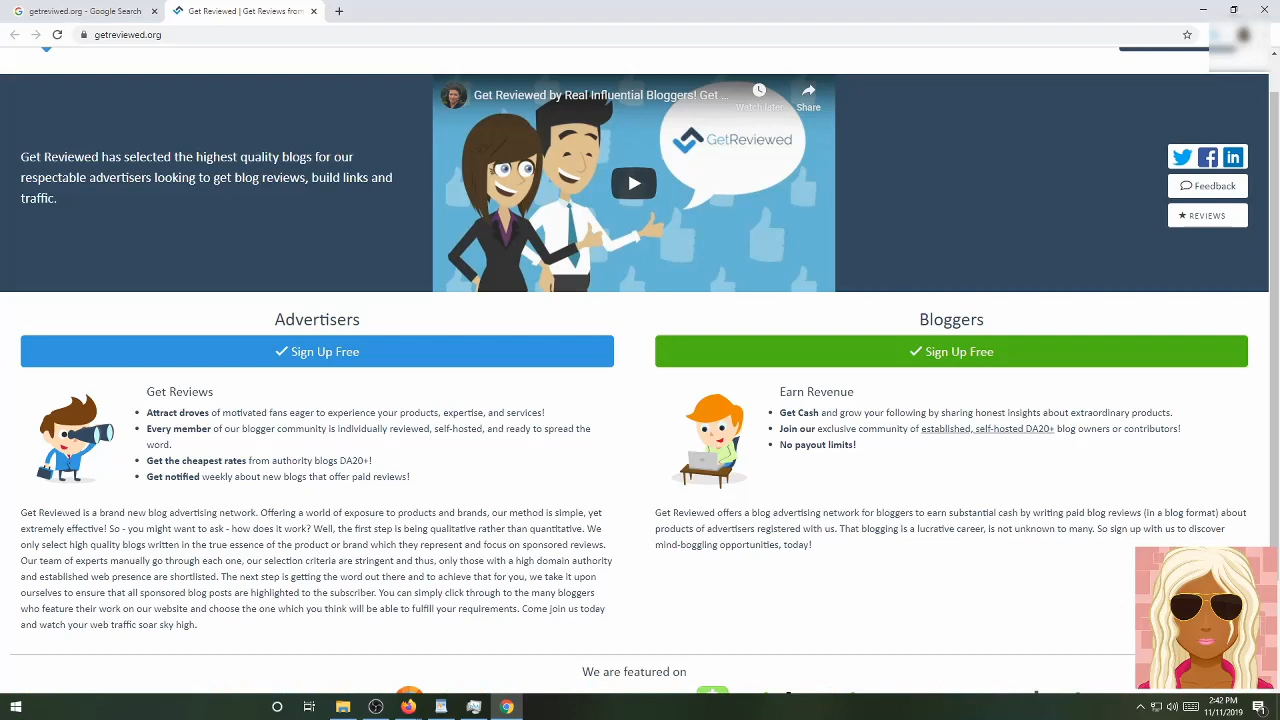 getreviwed.org - Google Search
Get Reviewed | Get Reviews from
getreviewed.org
Get Reviewed by Real Influential Bloggers! Get ...
Watch later
Share
GetReviewed
Get Reviewed has selected the highest quality blogs for our
respectable advertisers looking to get blog reviews, build links and
traffic.
Feedback
★ REVIEWS
Advertisers
Sign Up Free
Get Reviews
• Attract droves of motivated fans eager to experience your products, expertise, and services!
• Every member of our blogger community is individually reviewed, self-hosted, and ready to spread the
word.
• Get the cheapest rates from authority blogs DA20+!
• Get notified weekly about new blogs that offer paid reviews!
Get Reviewed is a brand new blog advertising network. Offering a world of exposure to products and brands, our method is simple, yet
extremely effective! So - you might want to ask - how does it work? Well, the first step is being qualitative rather than quantitative. We
only select high quality blogs written in the true essence of the product or brand which they represent and focus on sponsored reviews.
Our team of experts manually go through each one, our selection criteria are stringent and thus, only those with a high domain authority
and established web presence are shortlisted. The next step is getting the word out there and to achieve that for you, we take it upon
ourselves to ensure that all sponsored blog posts are highlighted to the subscriber. You can simply click through to the many bloggers
who feature their work on our website and choose the one which you think will be able to fulfill your requirements. Come join us today
and watch your web traffic soar sky high.
Bloggers
Sign Up Free
Earn Revenue
• Get Cash and grow your following by sharing honest insights about extraordinary products.
• Join our exclusive community of established, self-hosted DA20+ blog owners or contributors!
• No payout limits!
Get Reviewed offers a blog advertising network for bloggers to earn substantial cash by writing paid blog reviews (in a blog format) about
products of advertisers registered with us. That blogging is a lucrative career, is not unknown to many. So sign up with us to discover
mind-boggling opportunities, today!
We are featured on
2:42 PM
11/11/2019